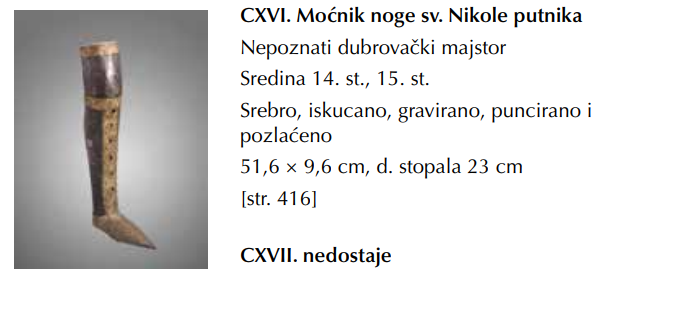 CXVI. Moćnik noge sv. Nikole putnika
Nepoznati dubrovački majstor
Sredina 14. st., 15. st.
Srebro, iskucano, gravirano, puncirano i
pozlaćeno
51,6 × 9,6 cm, d. stopala 23 cm
[str. 416]
CXVII. nedostaje